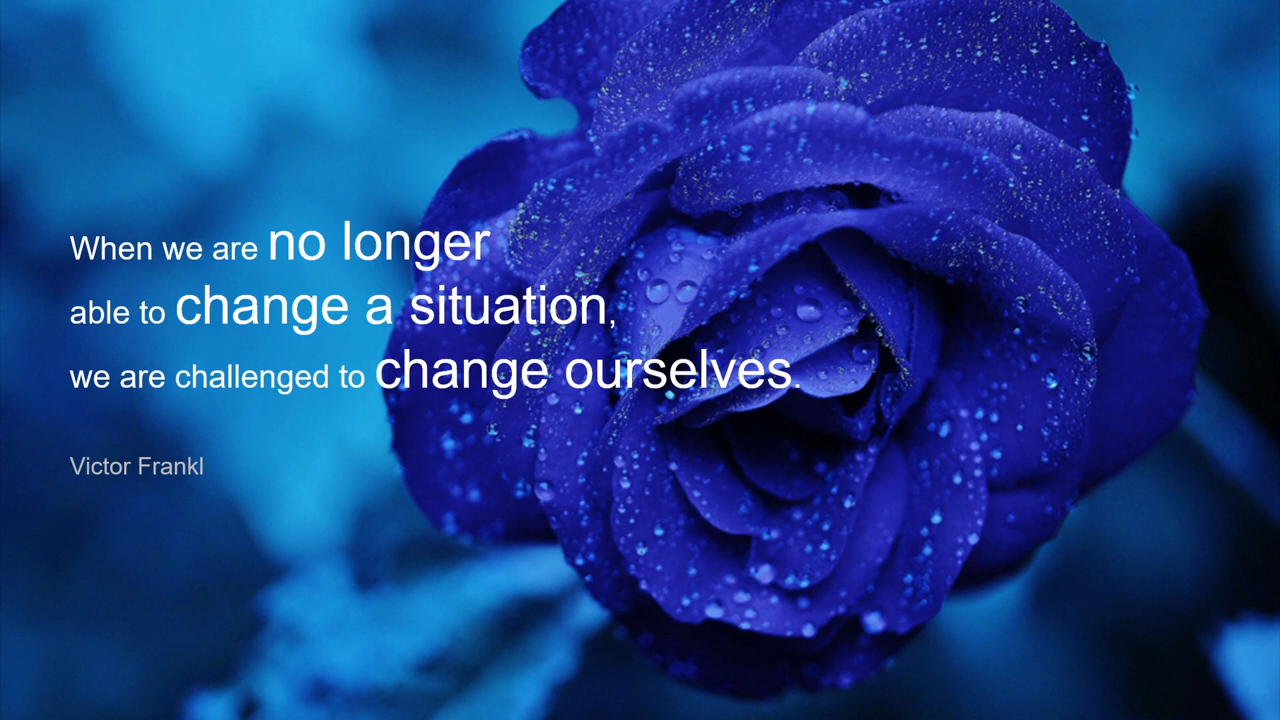 When we are no longer
able to change a situation,
we are challenged to change ourselves.
Victor Frankl